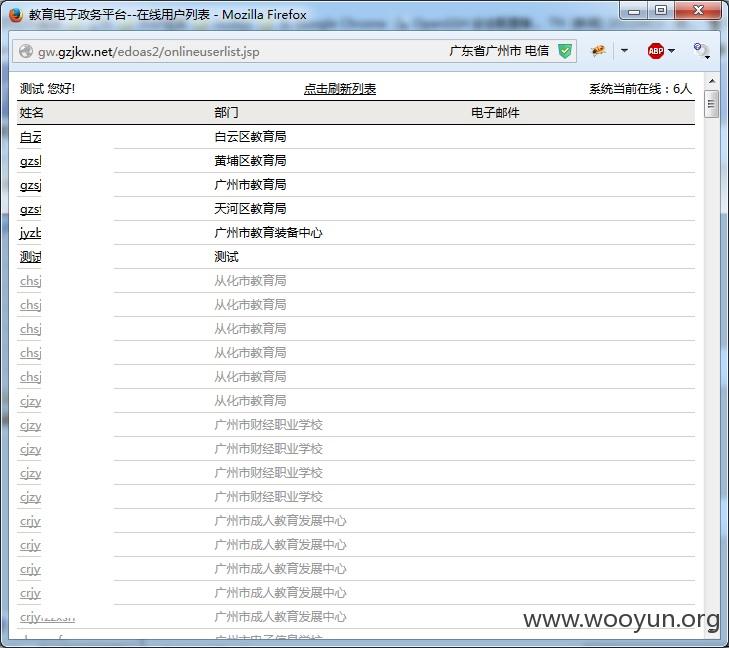 教育电子政务平台--在线用户列表 - Mozilla Firefox
gw.gzjkw.net/edoas2/onlineuserlist.jsp 广东省广州市 电信
ABP
测试 您好! 点击刷新列表 系统当前在线：6人
姓名 部门 电子邮件
白云 白云区教育局
gzsl 黄埔区教育局
gzsj 广州市教育局
gzst 天河区教育局
jyzb 广州市教育装备中心
测试 测试
chsj 从化市教育局
chsj 从化市教育局
chsj 从化市教育局
chsj 从化市教育局
chsj 从化市教育局
cjzy 从化市教育局
cjzy 广州市财经职业学校
cjzy 广州市财经职业学校
cjzy 广州市财经职业学校
cjzy 广州市财经职业学校
crjy 广州市成人教育发展中心
crjy 广州市成人教育发展中心
crjy 广州市成人教育发展中心
crjy 广州市成人教育发展中心
crjy 广州市成人教育发展中心
广州市电子信息学校
www.wooyun.org